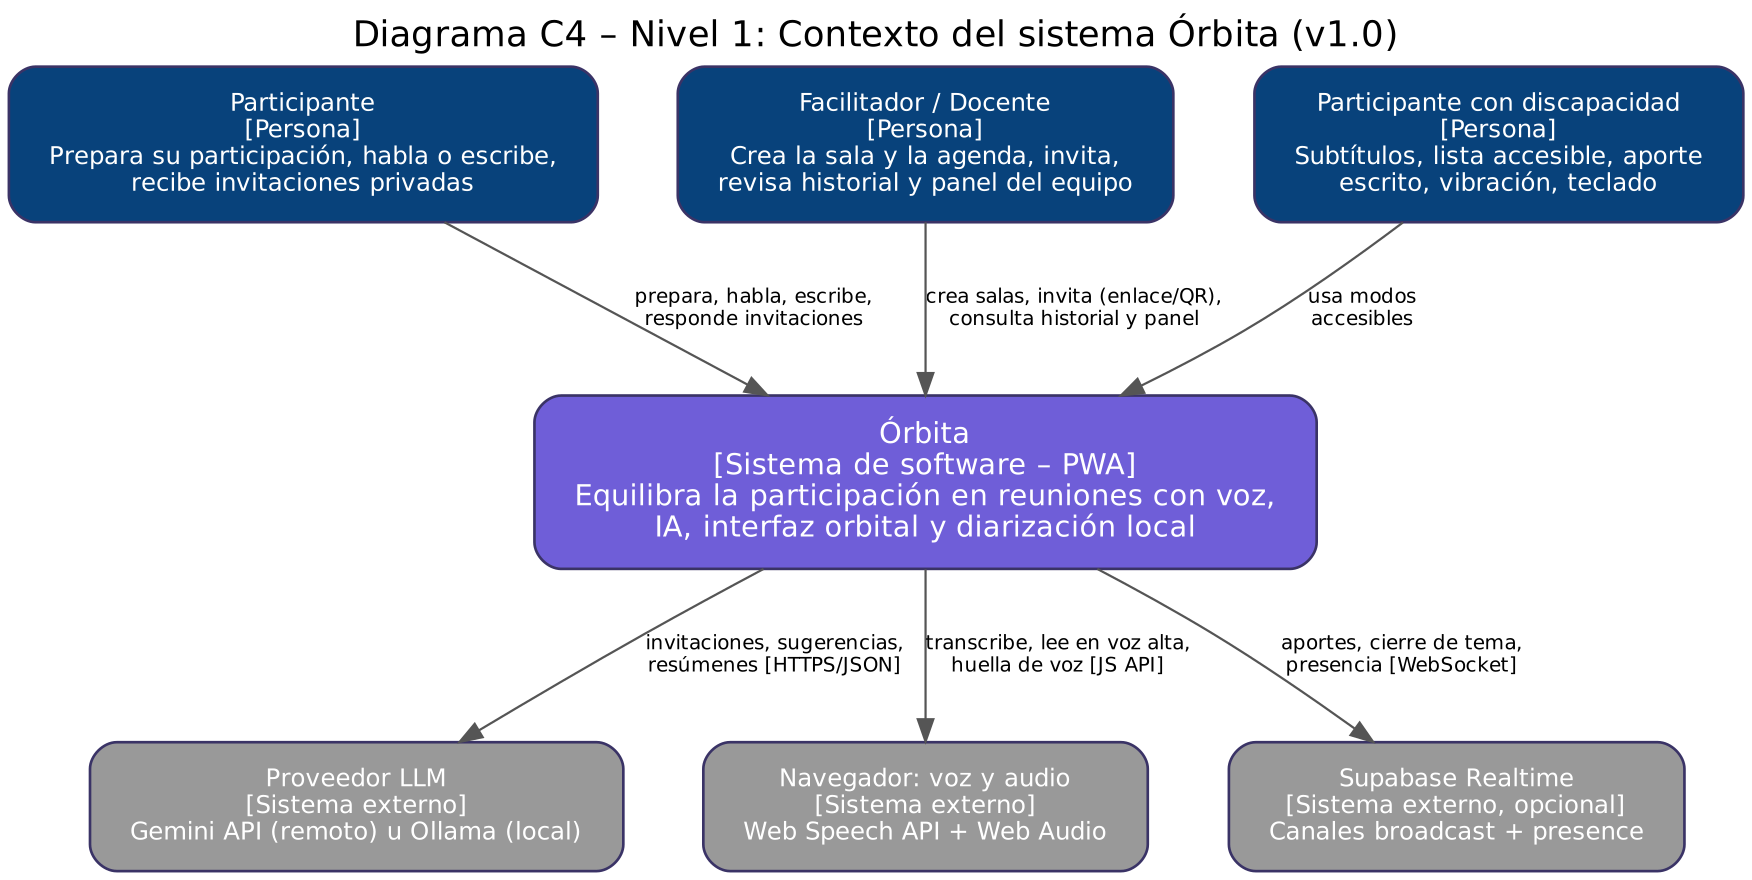 Diagrama C4 – Nivel 1: Contexto del sistema Órbita (v1.0)
Participante
[Persona]
Prepara su participación, habla o escribe,
recibe invitaciones privadas
Facilitador / Docente
[Persona]
Crea la sala y la agenda, invita,
revisa historial y panel del equipo
Participante con discapacidad
[Persona]
Subtítulos, lista accesible, aporte
escrito, vibración, teclado
prepara, habla, escribe,
responde invitaciones
crea salas, invita (enlace/QR),
consulta historial y panel
usa modos
accesibles
Órbita
[Sistema de software – PWA]
Equilibra la participación en reuniones con voz,
IA, interfaz orbital y diarización local
invitaciones, sugerencias,
resúmenes [HTTPS/JSON]
transcribe, lee en voz alta,
huella de voz [JS API]
aportes, cierre de tema,
presencia [WebSocket]
Proveedor LLM
[Sistema externo]
Gemini API (remoto) u Ollama (local)
Navegador: voz y audio
[Sistema externo]
Web Speech API + Web Audio
Supabase Realtime
[Sistema externo, opcional]
Canales broadcast + presence